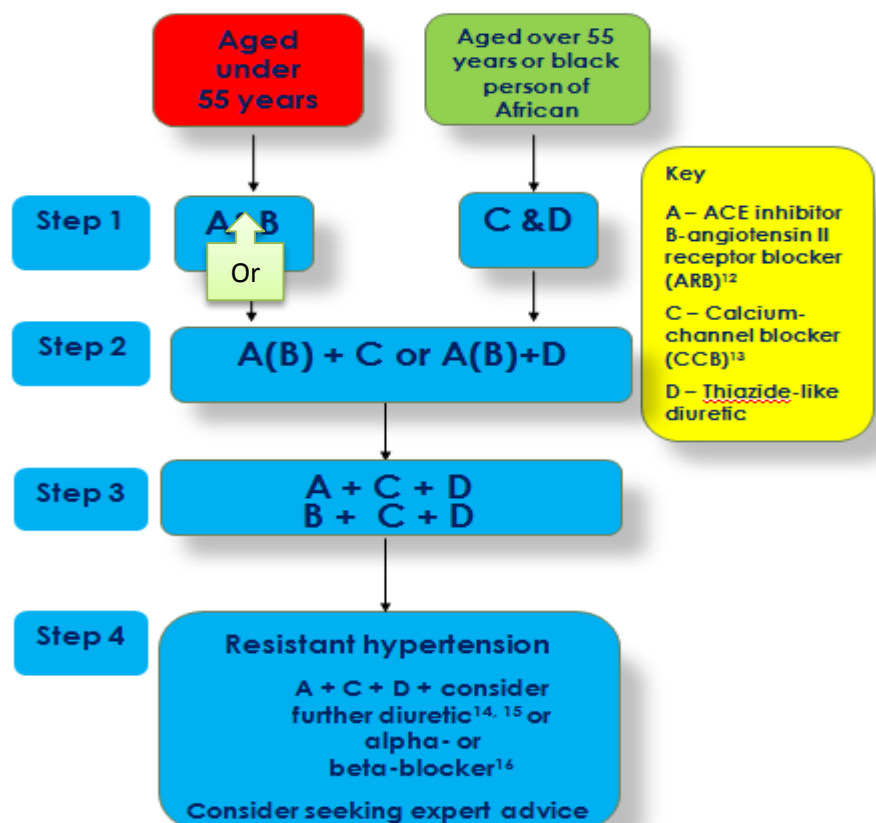 Aged
under
55 years
Aged over 55
years or black
person of
African
Step 1
A B
Or
C &D
Step 2
A(B) + C or A(B)+D
Key
A – ACE inhibitor
B-angiotensin II
receptor blocker
(ARB)¹²
C – Calcium-
channel blocker
(CCB)¹³
D – Thiazide-like
diuretic
Step 3
A + C + D
B + C + D
Step 4
Resistant hypertension
A + C + D + consider
further diuretic¹⁴, ¹⁵ or
alpha- or
beta-blocker¹⁶
Consider seeking expert advice